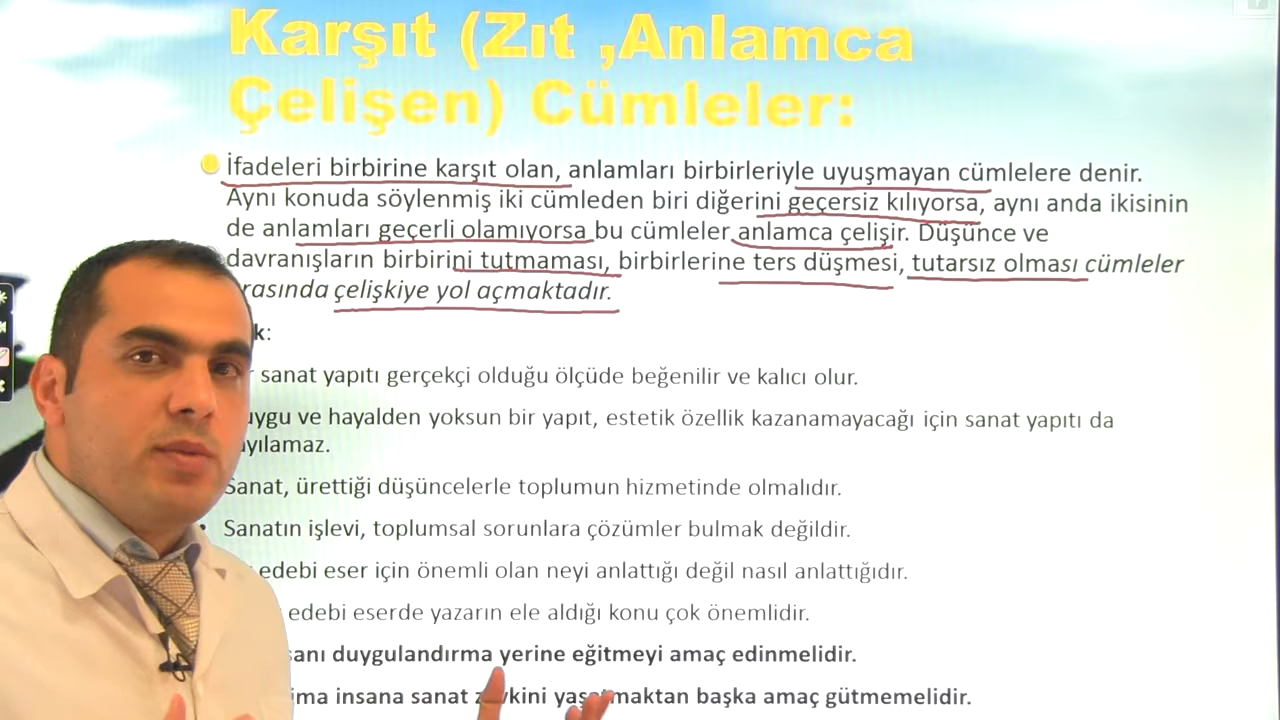 Karşıt (Zıt ,Anlamca
Çelişen) Cümleler:
İfadeleri birbirine karşıt olan, anlamları birbirleriyle uyuşmayan cümlelere denir.
Aynı konuda söylenmiş iki cümleden biri diğerini geçersiz kılıyorsa, aynı anda ikisinin
de anlamları geçerli olamıyorsa bu cümleler anlamca çelişir. Düşünce ve
davranışların birbirini tutmaması, birbirlerine ters düşmesi, tutarsız olması cümleler
çelişkiye yol açmaktadır.
sanat yapıtı gerçekçi olduğu ölçüde beğenilir ve kalıcı olur.
ve hayalden yoksun bir yapıt, estetik özellik kazanamayacağı için sanat yapıtı da
Sanat, ürettiği düşüncelerle toplumun hizmetinde olmalıdır.
• Sanatın işlevi, toplumsal sorunlara çözümler bulmak değildir.
edebi eser için önemli olan neyi anlattığı değil nasıl anlattığıdır.
edebi eserde yazarın ele aldığı konu çok önemlidir.
duygulandırma yerine eğitmeyi amaç edinmelidir.
insana sanat zevkini yaşatmaktan başka amaç gütmemelidir.